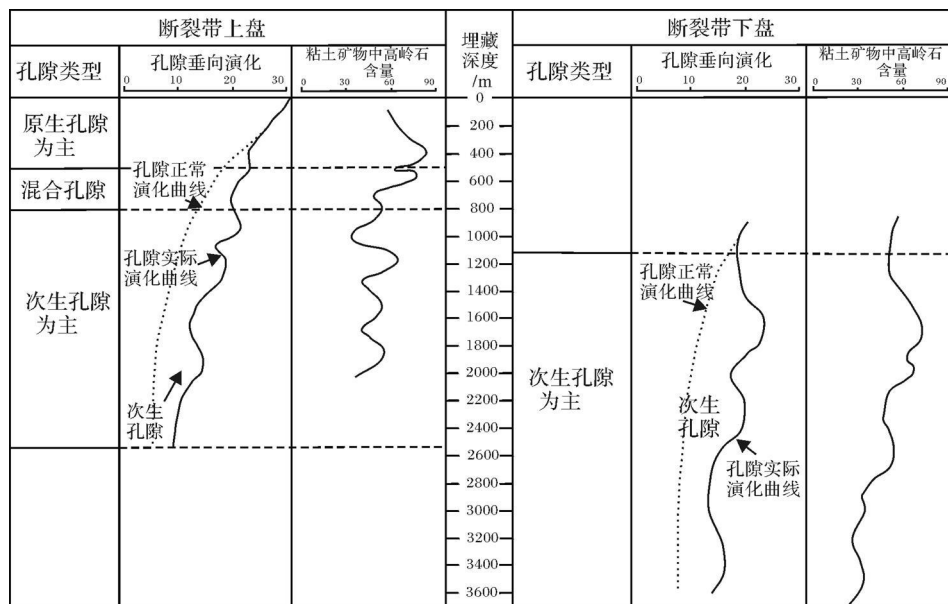 断裂带上盘
孔隙类型
孔隙垂向演化
0 10 20 30
粘土矿物中高岭石
含量
0 30 60 90
原生孔隙
为主
混合孔隙
次生孔隙
为主
孔隙正常
演化曲线
孔隙实际
演化曲线
次生
孔隙
埋藏
深度
/m
0
200
400
600
800
1000
1200
1400
1600
1800
2000
2200
2400
2600
2800
3000
3200
3400
3600
断裂带下盘
孔隙类型
孔隙垂向演化
0 10 20 30
粘土矿物中高岭石
含量
0 30 60 90
次生孔隙
为主
孔隙正常
演化曲线
次生
孔隙
孔隙实际
演化曲线